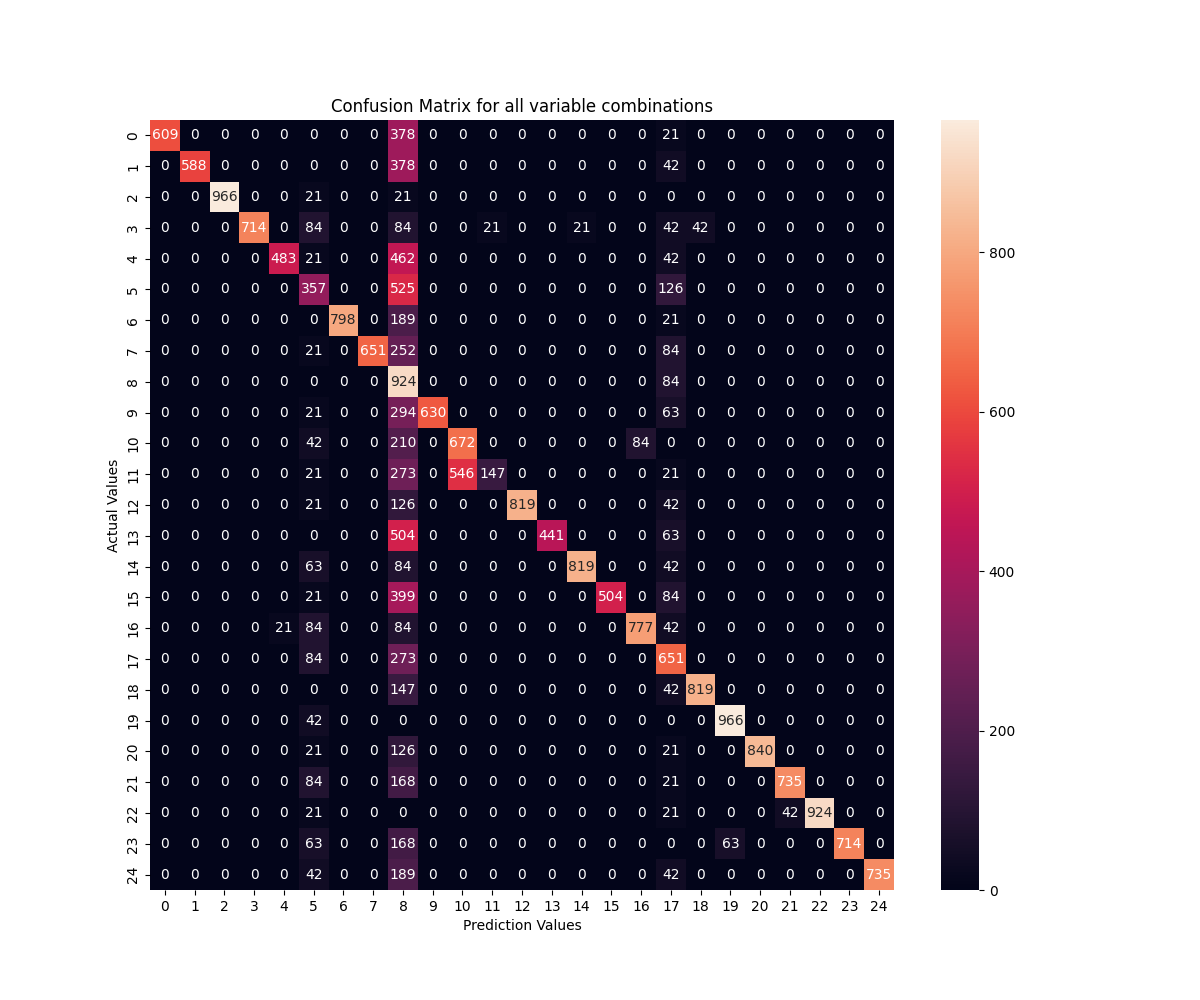 Confusion Matrix for all variable combinations
0 609 0 0 0 0 0 0 0 378 0 0 0 0 0 0 0 0 21 0 0 0 0 0 0 0
1 0 588 0 0 0 0 0 0 378 0 0 0 0 0 0 0 0 42 0 0 0 0 0 0 0
2 0 0 966 0 0 21 0 0 21 0 0 0 0 0 0 0 0 0 0 0 0 0 0 0 0
3 0 0 0 714 0 84 0 0 84 0 0 21 0 0 21 0 0 42 42 0 0 0 0 0 0
4 0 0 0 0 483 21 0 0 462 0 0 0 0 0 0 0 0 42 0 0 0 0 0 0 0
5 0 0 0 0 0 357 0 0 525 0 0 0 0 0 0 0 0 126 0 0 0 0 0 0 0
6 0 0 0 0 0 0 798 0 189 0 0 0 0 0 0 0 0 21 0 0 0 0 0 0 0
7 0 0 0 0 0 21 0 651 252 0 0 0 0 0 0 0 0 84 0 0 0 0 0 0 0
8 0 0 0 0 0 0 0 0 924 0 0 0 0 0 0 0 0 84 0 0 0 0 0 0 0
9 0 0 0 0 0 21 0 0 294 630 0 0 0 0 0 0 0 63 0 0 0 0 0 0 0
10 0 0 0 0 0 42 0 0 210 0 672 0 0 0 0 0 84 0 0 0 0 0 0 0 0
11 0 0 0 0 0 21 0 0 273 0 546 147 0 0 0 0 0 21 0 0 0 0 0 0 0
12 0 0 0 0 0 21 0 0 126 0 0 0 819 0 0 0 0 42 0 0 0 0 0 0 0
13 0 0 0 0 0 0 0 0 504 0 0 0 0 441 0 0 0 63 0 0 0 0 0 0 0
14 0 0 0 0 0 63 0 0 84 0 0 0 0 0 819 0 0 42 0 0 0 0 0 0 0
15 0 0 0 0 0 21 0 0 399 0 0 0 0 0 0 504 0 84 0 0 0 0 0 0 0
16 0 0 0 0 21 84 0 0 84 0 0 0 0 0 0 0 777 42 0 0 0 0 0 0 0
17 0 0 0 0 0 84 0 0 273 0 0 0 0 0 0 0 0 651 0 0 0 0 0 0 0
18 0 0 0 0 0 0 0 0 147 0 0 0 0 0 0 0 0 42 819 0 0 0 0 0 0
19 0 0 0 0 0 42 0 0 0 0 0 0 0 0 0 0 0 0 0 966 0 0 0 0 0
20 0 0 0 0 0 21 0 0 126 0 0 0 0 0 0 0 0 21 0 0 840 0 0 0 0
21 0 0 0 0 0 84 0 0 168 0 0 0 0 0 0 0 0 21 0 0 0 735 0 0 0
22 0 0 0 0 0 21 0 0 0 0 0 0 0 0 0 0 0 21 0 0 0 42 924 0 0
23 0 0 0 0 0 63 0 0 168 0 0 0 0 0 0 0 0 0 0 63 0 0 0 714 0
24 0 0 0 0 0 42 0 0 189 0 0 0 0 0 0 0 0 42 0 0 0 0 0 0 735
0 1 2 3 4 5 6 7 8 9 10 11 12 13 14 15 16 17 18 19 20 21 22 23 24
Prediction Values
Actual Values
800
600
400
200
0